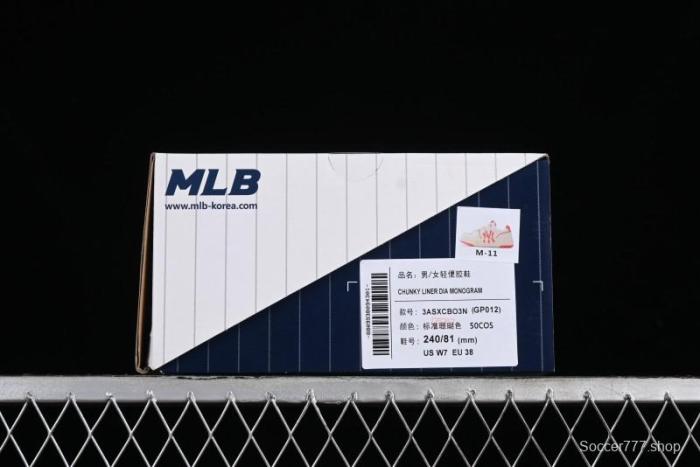 MLB
www.mlb-korea.com
M-11
品名: 男/女轻便胶鞋
CHUNKY LINER DIA MONOGRAM
款号: 3ASXCBO3N (GP012)
颜色: 标准珊瑚色 50COS
鞋号: 240/81 (mm)
US W7 EU 38
Soccer777.shop